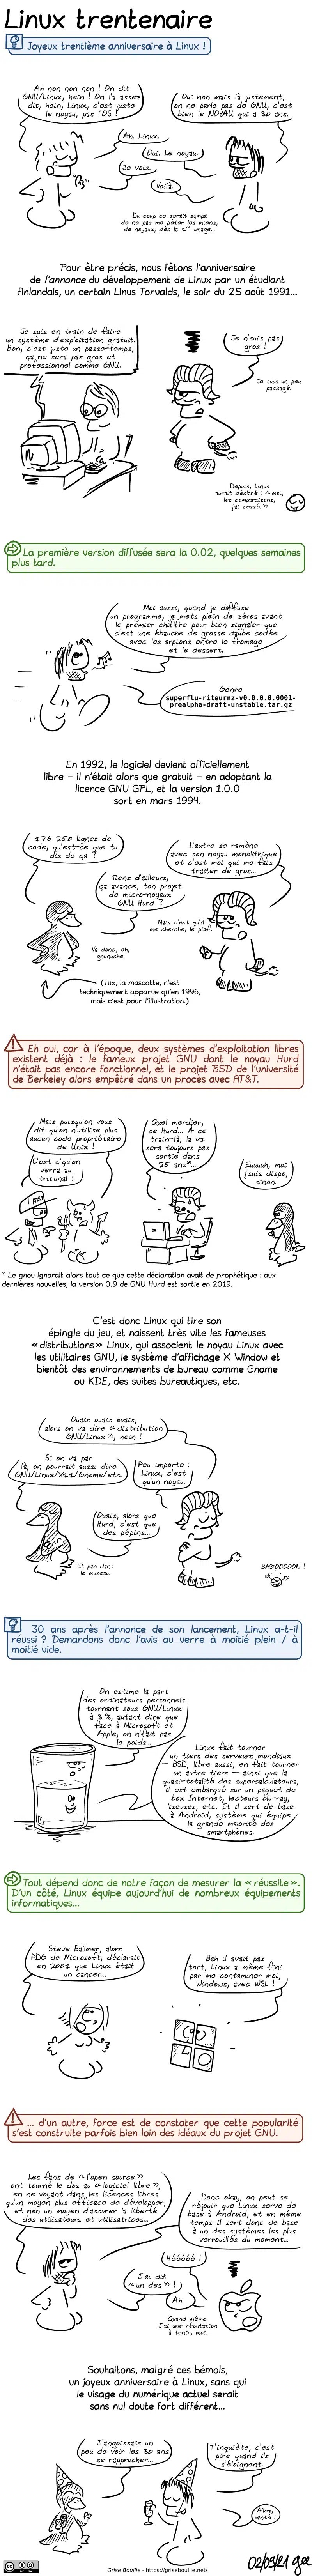 Linux trentenaire
Joyeux trentième anniversaire à Linux !
Ah non non non ! On dit
GNU/Linux, hein ! On l'a assez
dit, hein, Linux, c'est juste
le noyau, pas l'OS !
Oui non mais là justement,
on ne parle pas de GNU, c'est
bien le NOYAU qui a 30 ans.
Ah. Linux.
Oui. Le noyau.
Je vois.
Voilà.
Du coup ce serait sympa
de ne pas me péter les miens,
de noyaux, dès la 1re image...
Pour être précis, nous fêtons l'anniversaire
de l'annonce du développement de Linux par un étudiant
finlandais, un certain Linus Torvalds, le soir du 25 août 1991...
Je suis en train de faire
un système d'exploitation gratuit.
Bon, c'est juste un passe-temps,
ça ne sera pas gros et
professionnel comme GNU.
Je n'suis pas
gros !
Je suis un peu
packagé.
Depuis, Linus
aurait déclaré : « moi,
les comparaisons,
j'ai cessé. »
La première version diffusée sera la 0.02, quelques semaines
plus tard.
Moi aussi, quand je diffuse
un programme, je mets plein de zéros avant
le premier chiffre pour bien signaler que
c'est une ébauche de grosse daube codée
avec les arpions entre le fromage
et le dessert.
Genre
superflu-riteurnz-v0.0.0.0.0001-
prealpha-draft-unstable.tar.gz
En 1992, le logiciel devient officiellement
libre – il n'était alors que gratuit – en adoptant la
licence GNU GPL, et la version 1.0.0
sort en mars 1994.
176 250 lignes de
code, qu'est-ce que tu
dis de ça ?
L'autre se ramène
avec son noyau monolithique
et c'est moi qui me fais
traiter de gros...
Tiens d'ailleurs,
ça avance, ton projet
de micro-noyaux
GNU Hurd ?
Mais c'est qu'il
me cherche, le piaf.
Va donc, eh,
(Tux, la mascotte, n'est
techniquement apparue qu'en 1996,
mais c'est pour l'illustration.)
Eh oui, car à l'époque, deux systèmes d'exploitation libres
existent déjà : le fameux projet GNU dont le noyau Hurd
n'était pas encore fonctionnel, et le projet BSD de l'université
de Berkeley alors empêtré dans un procès avec AT&T.
Mais puisqu'on vous
dit qu'on n'utilise plus
aucun code propriétaire
de Unix !
C'est c'qu'on
verra au
tribunal !
Quel merdier,
ce Hurd... À ce
train-là, la v1
sera toujours pas
sortie dans
25 ans*...
Euuuh, moi
j'suis dispo,
sinon.
* Le gnou ignorait alors tout ce que cette déclaration avait de prophétique : aux
dernières nouvelles, la version 0.9 de GNU Hurd est sortie en 2019.
C'est donc Linux qui tire son
épingle du jeu, et naissent très vite les fameuses
« distributions » Linux, qui associent le noyau Linux avec
les utilitaires GNU, le système d'affichage X Window et
bientôt des environnements de bureau comme Gnome
ou KDE, des suites bureautiques, etc.
Ouais ouais ouais,
alors on va dire « distribution
GNU/Linux », hein !
Si on va par
là, on pourrait aussi dire
GNU/Linux/X11/Gnome/etc.
Peu importe :
Linux, c'est
qu'un noyau.
Ouais, alors que
Hurd, c'est que
des pépins...
Et pan dans
le museau.
BASTOOOOON !
30 ans après l'annonce de son lancement, Linux a-t-il
réussi ? Demandons donc l'avis au verre à moitié plein / à
moitié vide.
On estime la part
des ordinateurs personnels
tournant sous GNU/Linux
à 3 %, autant dire que
face à Microsoft et
Apple, on n'fait pas
le poids...
Linux fait tourner
un tiers des serveurs mondiaux
— BSD, libre aussi, en fait tourner
un autre tiers — ainsi que la
quasi-totalité des supercalculateurs,
il est embarqué sur un paquet de
box Internet, lecteurs blu-ray,
liseuses, etc. Et il sert de base
à Android, système qui équipe
la grande majorité des
smartphones.
Tout dépend donc de notre façon de mesurer la « réussite ».
D'un côté, Linux équipe aujourd'hui de nombreux équipements
informatiques...
Steve Ballmer, alors
PDG de Microsoft, déclarait
en 2001 que Linux était
un cancer...
Bah il avait pas
tort, Linux a même fini
par me contaminer moi,
Windows, avec WSL !
... d'un autre, force est de constater que cette popularité
s'est construite parfois bien loin des idéaux du projet GNU.
Les fans de « l'open source »
ont tourné le dos au « logiciel libre »,
en ne voyant dans les licences libres
qu'un moyen plus efficace de développer,
et non un moyen d'assurer la liberté
des utilisateurs et utilisatrices...
Donc okay, on peut se
réjouir que Linux serve de
base à Android, et en même
temps il sert donc de base
à un des systèmes les plus
verrouillés du moment...
Hééééé !
J'ai dit
« un des » !
Ah.
Quand même.
J'ai une réputation
à tenir, moi.
Souhaitons, malgré ces bémols,
un joyeux anniversaire à Linux, sans qui
le visage du numérique actuel serait
sans nul doute fort différent...
J'angoissais un
peu de voir les 30 ans
se rapprocher...
T'inquiète, c'est
pire quand ils
s'éloignent.
Allez,
santé !
02/09/21 gee
Grise Bouille - https://grisebouille.net/